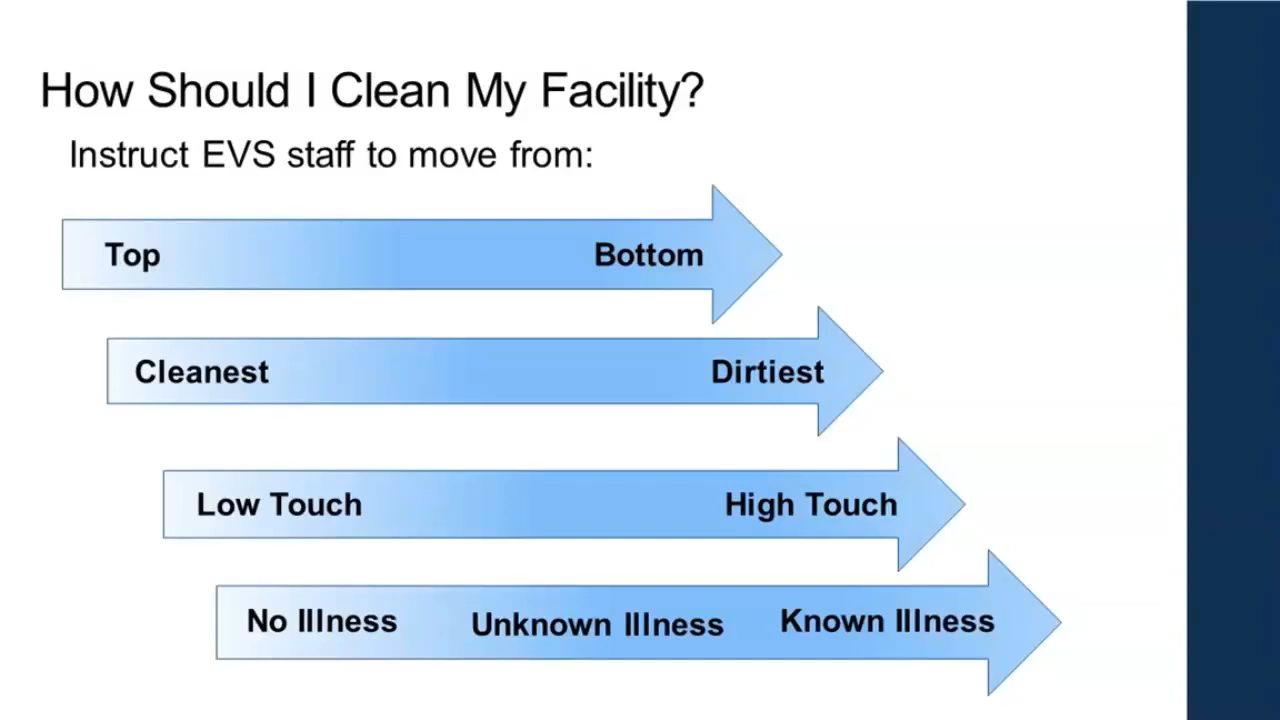 How Should I Clean My Facility?
Instruct EVS staff to move from:
Top Bottom
Cleanest Dirtiest
Low Touch High Touch
No Illness Unknown Illness Known Illness